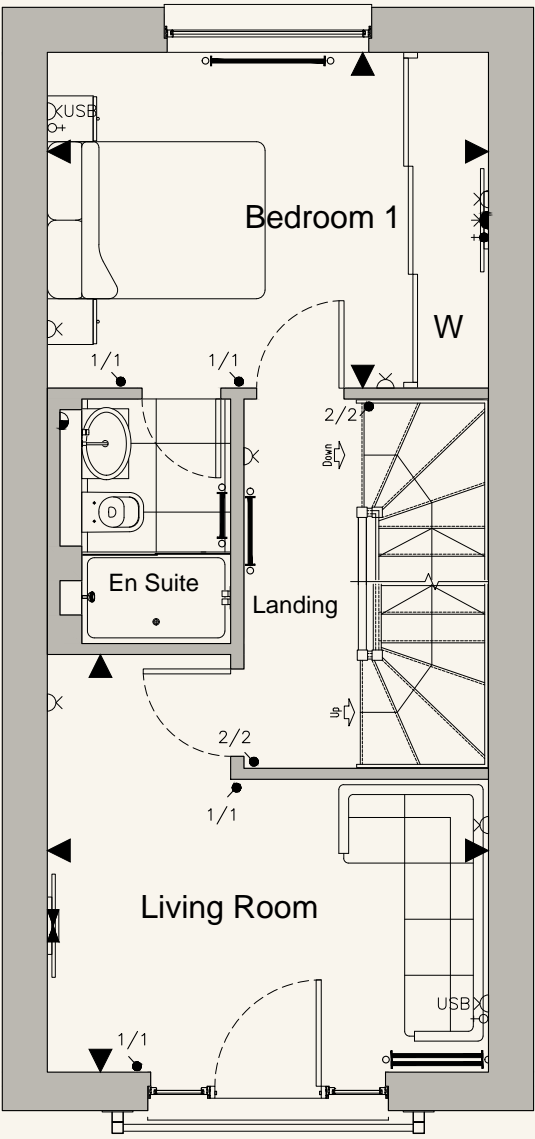 USB
Bedroom 1
W
1/1
1/1
2/2
Down
En Suite
Landing
Up
2/2
1/1
Living Room
USB
1/1